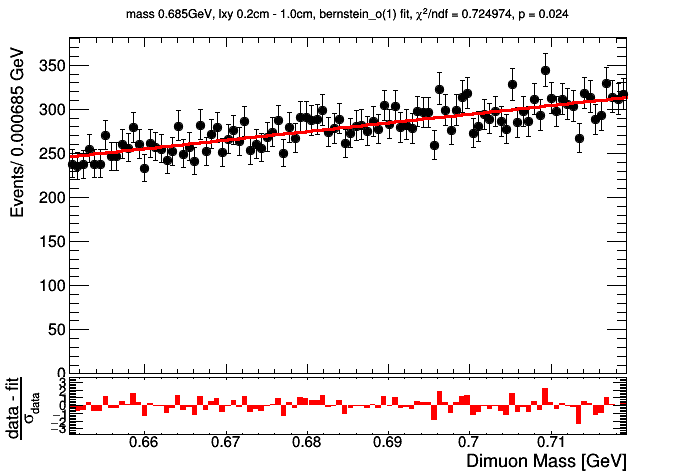 mass 0.685GeV, lxy 0.2cm - 1.0cm, bernstein_o(1) fit, χ²/ndf = 0.724974, p = 0.024
Events/ 0.000685 GeV
350
300
250
200
150
100
50
0
data - fit
σdata
3
2
1
0
−1
−2
−3
0.66 0.67 0.68 0.69 0.7 0.71
Dimuon Mass [GeV]